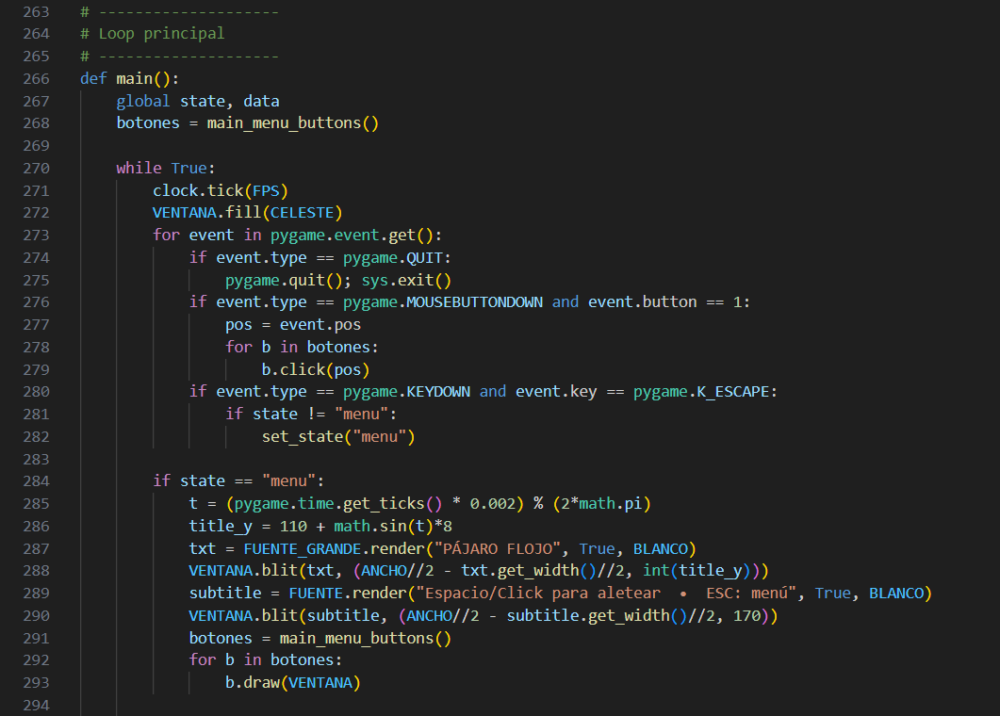 263 # --------------------
264 # Loop principal
265 # --------------------
266 def main():
267     global state, data
268     botones = main_menu_buttons()
269
270     while True:
271         clock.tick(FPS)
272         VENTANA.fill(CELESTE)
273         for event in pygame.event.get():
274             if event.type == pygame.QUIT:
275                 pygame.quit(); sys.exit()
276             if event.type == pygame.MOUSEBUTTONDOWN and event.button == 1:
277                 pos = event.pos
278                 for b in botones:
279                     b.click(pos)
280             if event.type == pygame.KEYDOWN and event.key == pygame.K_ESCAPE:
281                 if state != "menu":
282                     set_state("menu")
283
284         if state == "menu":
285             t = (pygame.time.get_ticks() * 0.002) % (2*math.pi)
286             title_y = 110 + math.sin(t)*8
287             txt = FUENTE_GRANDE.render("PÁJARO FLOJO", True, BLANCO)
288             VENTANA.blit(txt, (ANCHO//2 - txt.get_width()//2, int(title_y)))
289             subtitle = FUENTE.render("Espacio/Click para aletear  •  ESC: menú", True, BLANCO)
290             VENTANA.blit(subtitle, (ANCHO//2 - subtitle.get_width()//2, 170))
291             botones = main_menu_buttons()
292             for b in botones:
293                 b.draw(VENTANA)
294